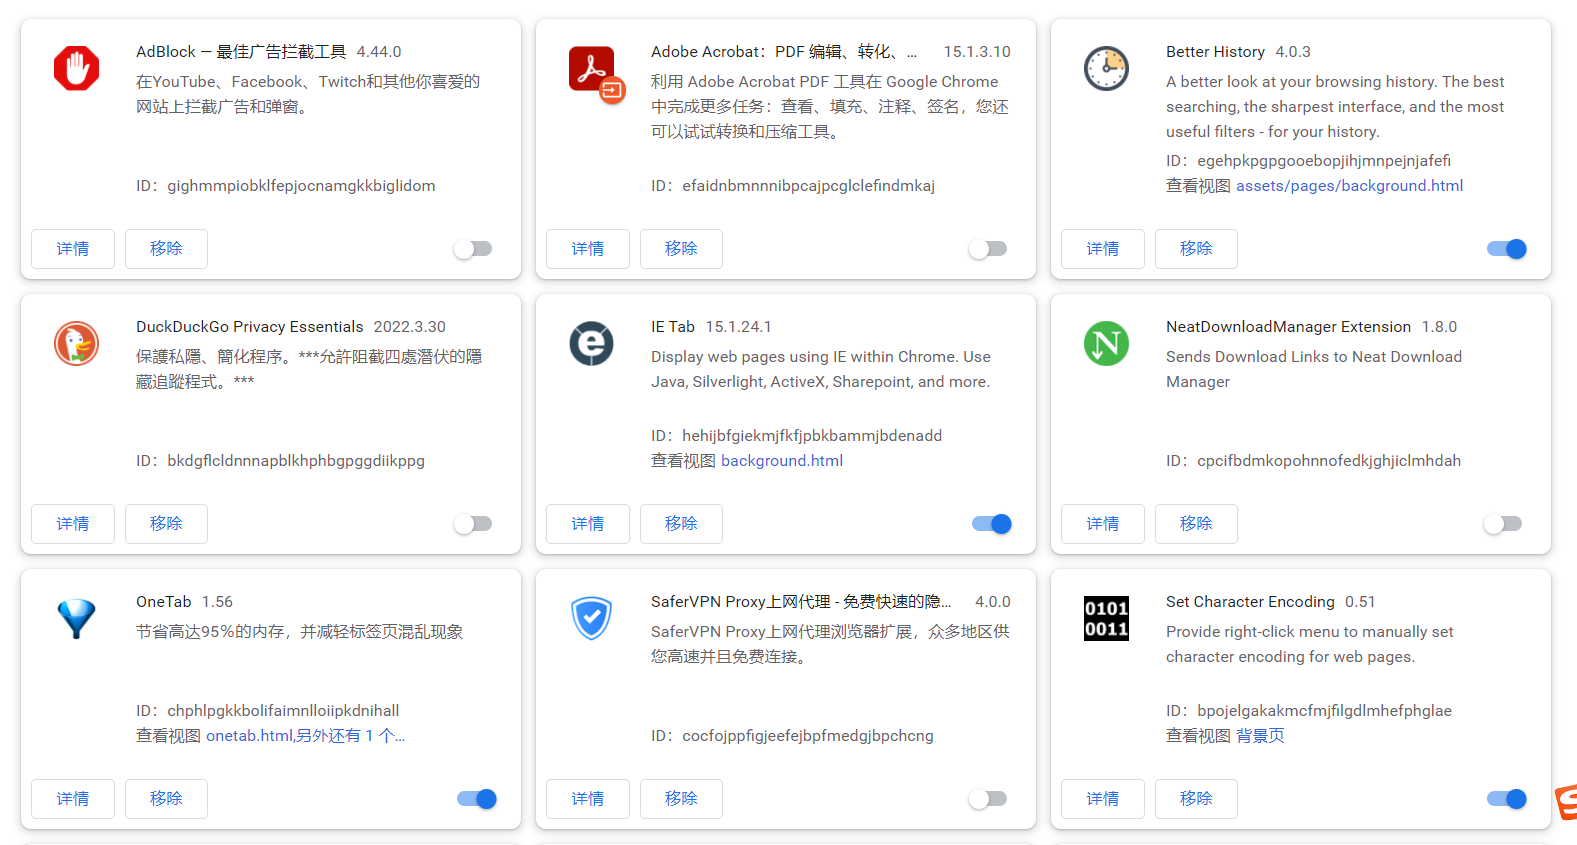 AdBlock — 最佳广告拦截工具 4.44.0
在YouTube、Facebook、Twitch和其他你喜爱的
网站上拦截广告和弹窗。
ID：gighmmpiobklfepjocnamgkkbiglidom
详情 移除
Adobe Acrobat：PDF 编辑、转化、... 15.1.3.10
利用 Adobe Acrobat PDF 工具在 Google Chrome
中完成更多任务：查看、填充、注释、签名，您还
可以试试转换和压缩工具。
ID：efaidnbmnnnibpcajpcglclefindmkaj
详情 移除
Better History 4.0.3
A better look at your browsing history. The best
searching, the sharpest interface, and the most
useful filters - for your history.
ID：egehpkpgpgooebopjihjmnpejnjafefi
查看视图 assets/pages/background.html
详情 移除
DuckDuckGo Privacy Essentials 2022.3.30
保護私隱、簡化程序。***允許阻截四處潛伏的隱
藏追蹤程式。***
ID：bkdgflcldnnnapblkhphbgpggdiikppg
详情 移除
IE Tab 15.1.24.1
Display web pages using IE within Chrome. Use
Java, Silverlight, ActiveX, Sharepoint, and more.
ID：hehijbfgiekmjfkfjpbkbammjbdenadd
查看视图 background.html
详情 移除
NeatDownloadManager Extension 1.8.0
Sends Download Links to Neat Download
Manager
ID：cpcifbdmkopohnnofedkjghjiclmhdah
详情 移除
OneTab 1.56
节省高达95％的内存，并减轻标签页混乱现象
ID：chphlpgkkbolifaimnlloiipkdnihall
查看视图 onetab.html,另外还有 1 个...
详情 移除
SaferVPN Proxy上网代理 - 免费快速的隐... 4.0.0
SaferVPN Proxy上网代理浏览器扩展，众多地区供
您高速并且免费连接。
ID：cocfojppfigjeefejbpfmedgjbpchcng
详情 移除
0101
0011
Set Character Encoding 0.51
Provide right-click menu to manually set
character encoding for web pages.
ID：bpojelgakakmcfmjfilgdlmhefphglae
查看视图 背景页
详情 移除